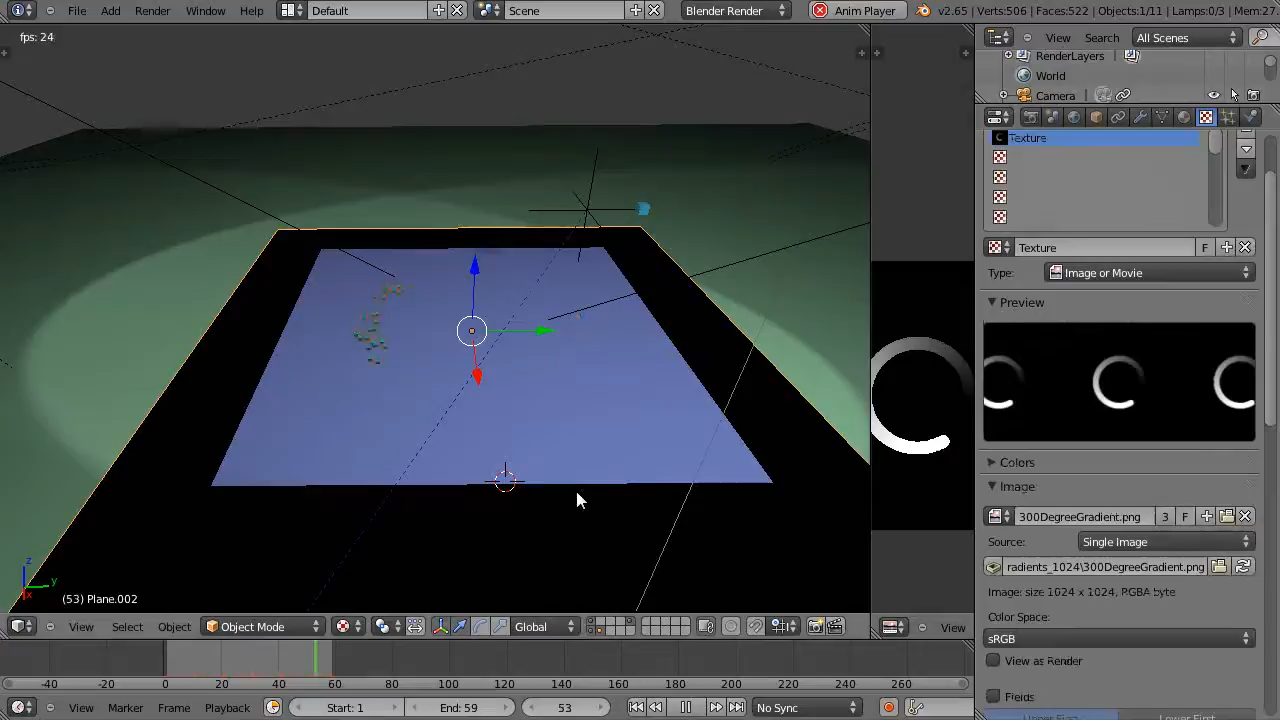 File Add Render Window Help Default Scene Blender Render Anim Player v2.65 | Verts:506 | Faces:522 | Objects:1/11 | Lamps:0/3 | Mem:27.
fps: 24
View Search All Scenes
RenderLayers
World
Camera
Texture
Texture F
Type: Image or Movie
Preview
Colors
Image
300DegreeGradient.png 3 F
Source: Single Image
radients_1024\300DegreeGradient.png
Image: size 1024 x 1024, RGBA byte
Color Space:
sRGB
View as Render
Fields
Upper First Lower First
z
y
x
(53) Plane.002
View Select Object Object Mode Global View
-40 -20 0 20 40 60 80 100 120 140 160 180 200 220 240 260
View Marker Frame Playback Start: 1 End: 59 53 No Sync